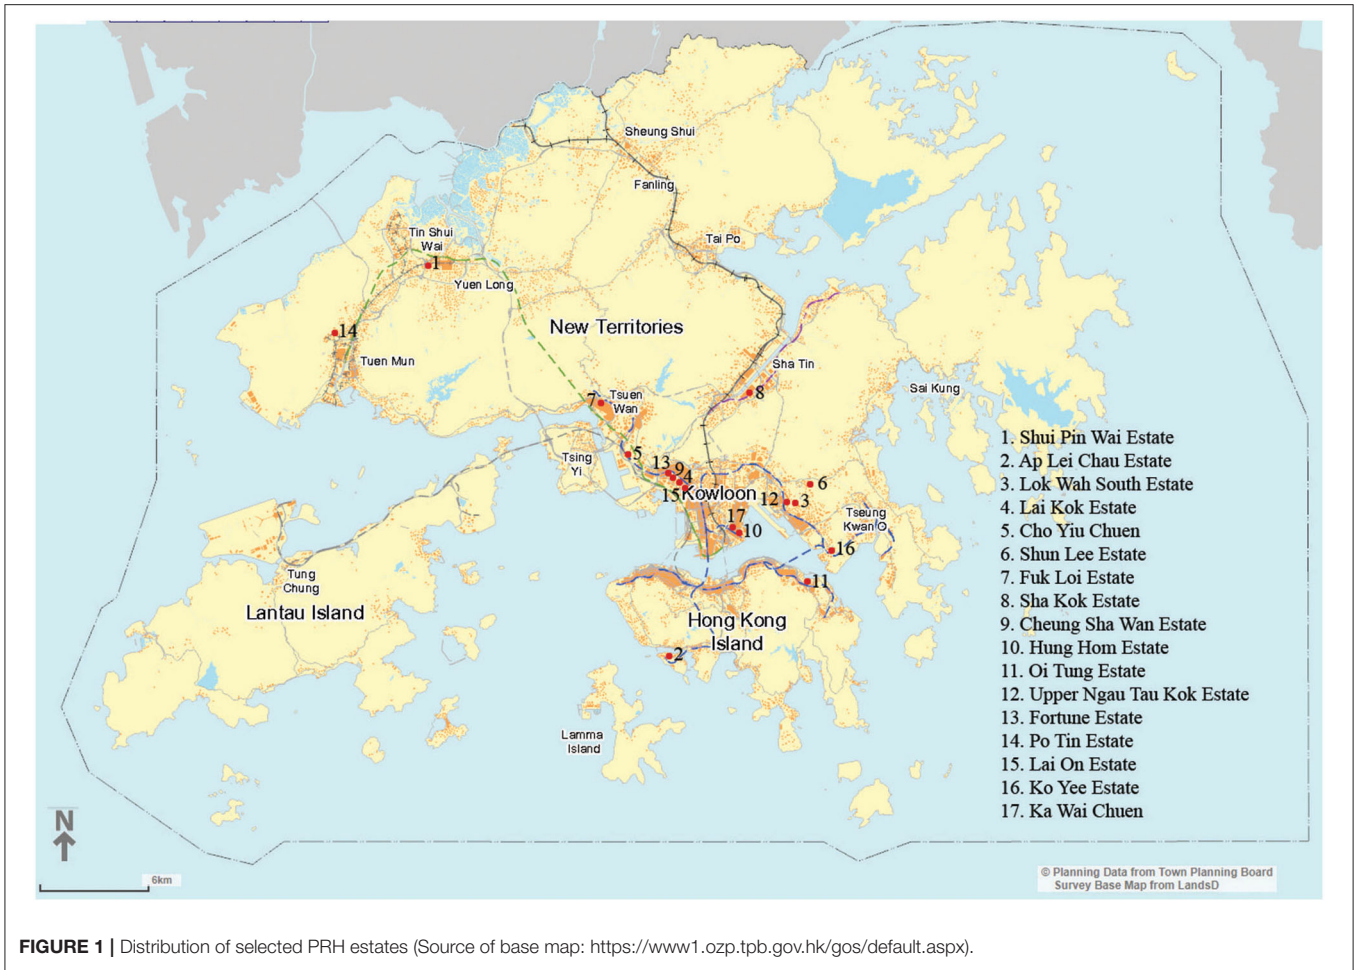 Sheung Shui
Fanling
Tai Po
Tin Shui
Wai
1
Yuen Long
New Territories
14
Tuen Mun
Sha Tin
8
Sai Kung
7
Tsuen
Wan
Tsing
Yi
5
13
9
4
15
Kowloon
6
12
3
Tseung
Kwan O
17
10
16
11
Tung
Chung
Lantau Island
Hong Kong
Island
2
Lamma
Island
1. Shui Pin Wai Estate
2. Ap Lei Chau Estate
3. Lok Wah South Estate
4. Lai Kok Estate
5. Cho Yiu Chuen
6. Shun Lee Estate
7. Fuk Loi Estate
8. Sha Kok Estate
9. Cheung Sha Wan Estate
10. Hung Hom Estate
11. Oi Tung Estate
12. Upper Ngau Tau Kok Estate
13. Fortune Estate
14. Po Tin Estate
15. Lai On Estate
16. Ko Yee Estate
17. Ka Wai Chuen
N
6km
© Planning Data from Town Planning Board
Survey Base Map from LandsD
FIGURE 1 | Distribution of selected PRH estates (Source of base map: https://www1.ozp.tpb.gov.hk/gos/default.aspx).